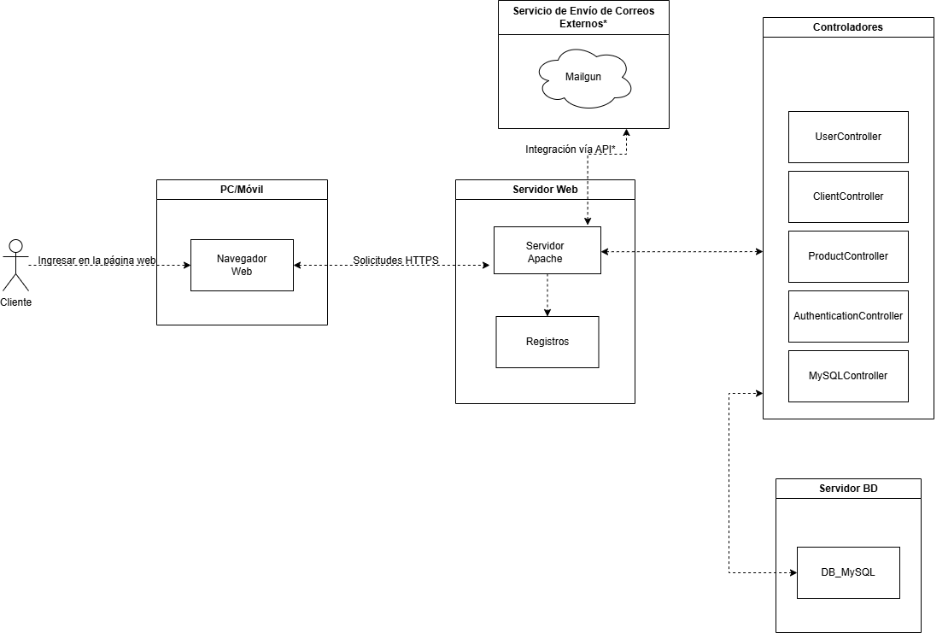 Servicio de Envío de Correos
Externos*
Mailgun
Integración vía API*
Controladores
UserController
ClientController
ProductController
AuthenticationController
MySQLController
PC/Móvil
Navegador
Web
Servidor Web
Servidor
Apache
Registros
Ingresar en la página web
Solicitudes HTTPS
Cliente
Servidor BD
DB_MySQL